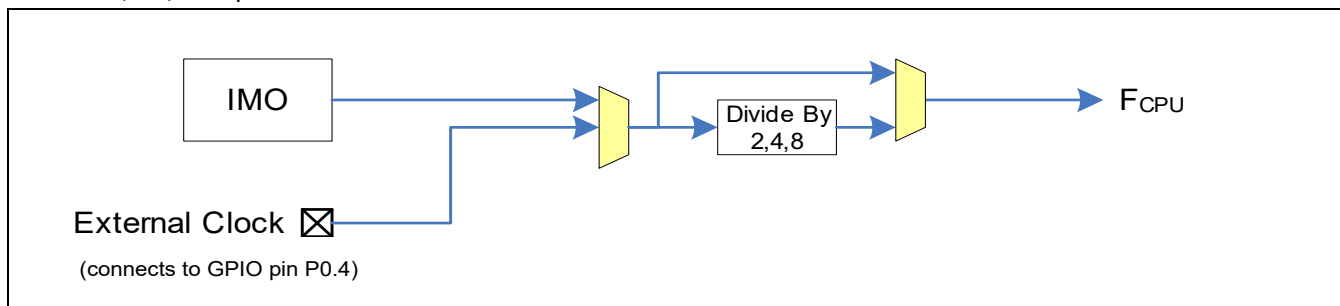 IMO
Divide By
2,4,8
FCPU
External Clock
(connects to GPIO pin P0.4)